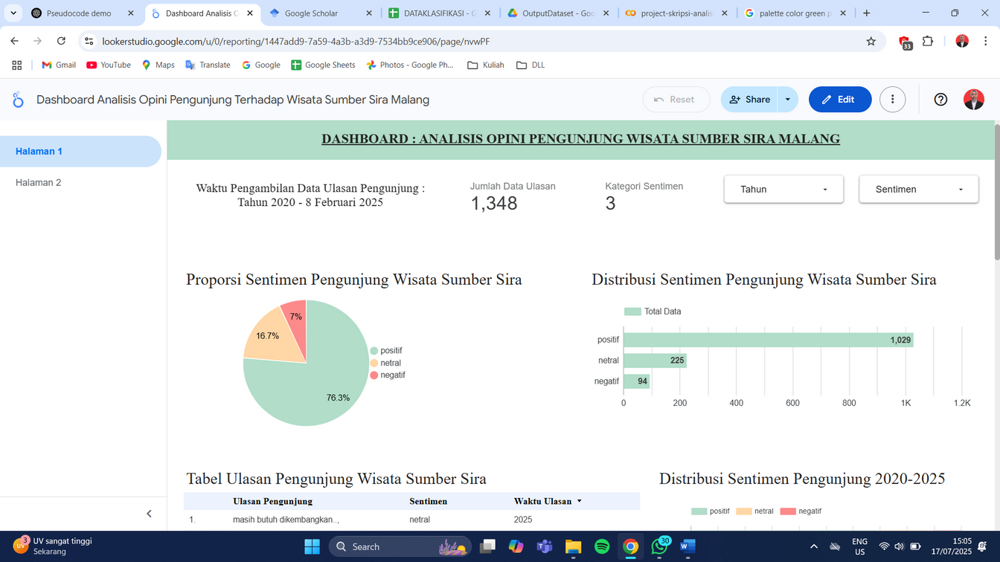 Pseudocode demo
Dashboard Analisis O
Google Scholar
DATAKLASIFIKASI - G
OutputDataset - Goo
project-skripsi-analis
palette color green p
lookerstudio.google.com/u/0/reporting/1447add9-7a59-4a3b-a3d9-7534bb9ce906/page/nvwPF
33
Gmail
YouTube
Maps
Translate
Google
Google Sheets
Photos - Google Ph...
Kuliah
DLL
Dashboard Analisis Opini Pengunjung Terhadap Wisata Sumber Sira Malang
Reset
Share
Edit
Halaman 1
Halaman 2
DASHBOARD : ANALISIS OPINI PENGUNJUNG WISATA SUMBER SIRA MALANG
Waktu Pengambilan Data Ulasan Pengunjung :
Tahun 2020 - 8 Februari 2025
Jumlah Data Ulasan
1,348
Kategori Sentimen
3
Tahun
Sentimen
Proporsi Sentimen Pengunjung Wisata Sumber Sira
7%
16.7%
76.3%
positif
netral
negatif
Distribusi Sentimen Pengunjung Wisata Sumber Sira
Total Data
positif 1,029
netral 225
negatif 94
0 200 400 600 800 1K 1.2K
Tabel Ulasan Pengunjung Wisata Sumber Sira
Ulasan Pengunjung Sentimen Waktu Ulasan
1. masih butuh dikembangkan.., netral 2025
Distribusi Sentimen Pengunjung 2020-2025
positif netral negatif
3
UV sangat tinggi
Sekarang
Search
30
ENG
US
15:05
17/07/2025